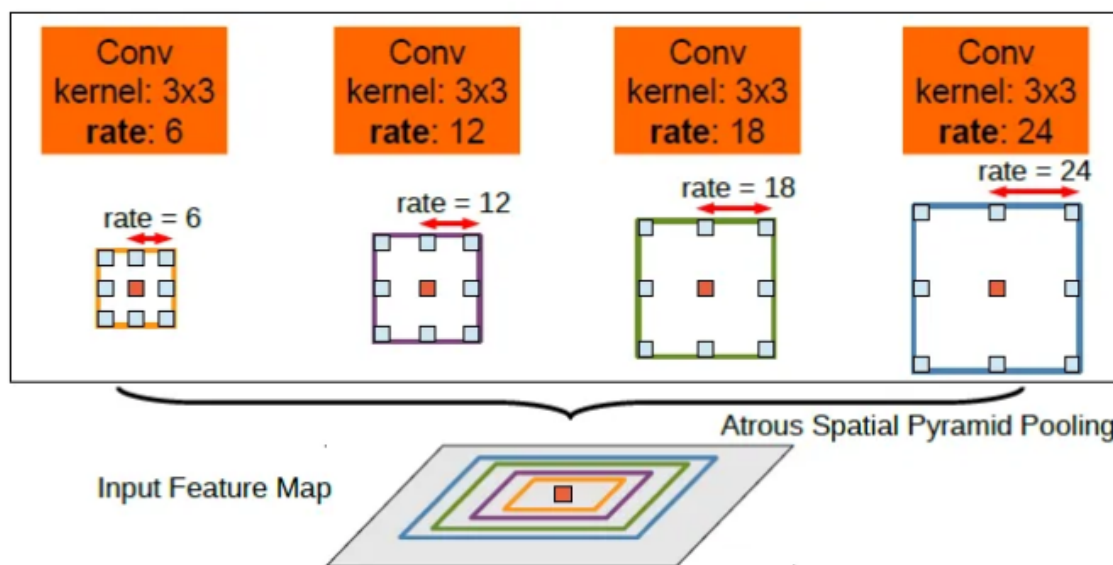 Conv
kernel: 3x3
rate: 6
Conv
kernel: 3x3
rate: 12
Conv
kernel: 3x3
rate: 18
Conv
kernel: 3x3
rate: 24
rate = 6
rate = 12
rate = 18
rate = 24
Atrous Spatial Pyramid Pooling
Input Feature Map